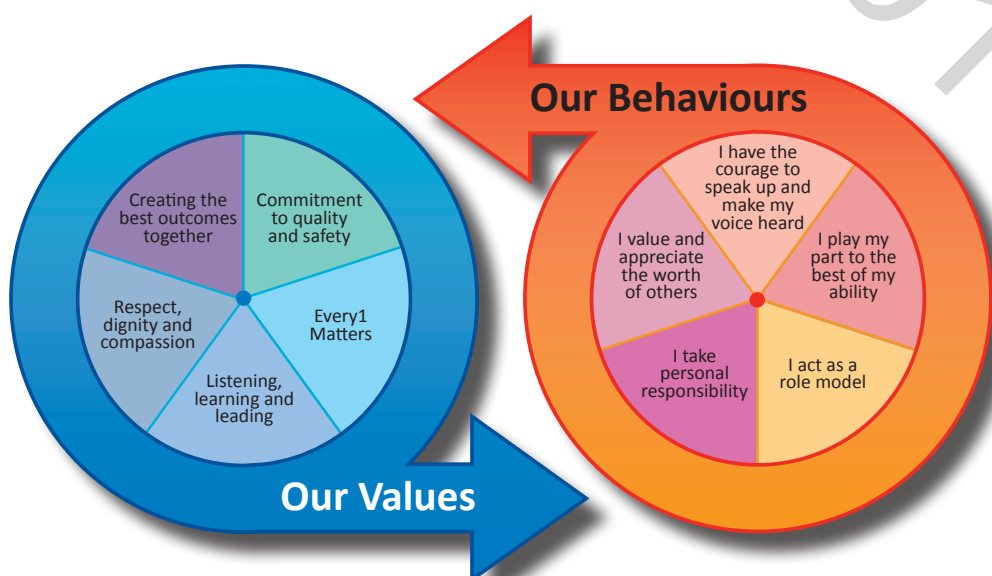 Our Behaviours
Creating the
best outcomes
together
Commitment
to quality
and safety
Every1
Matters
Listening,
learning and
leading
Respect,
dignity and
compassion
Our Values
I have the
courage to
speak up and
make my
voice heard
I play my
part to the
best of my
ability
I act as a
role model
I take
personal
responsibility
I value and
appreciate
the worth
of others